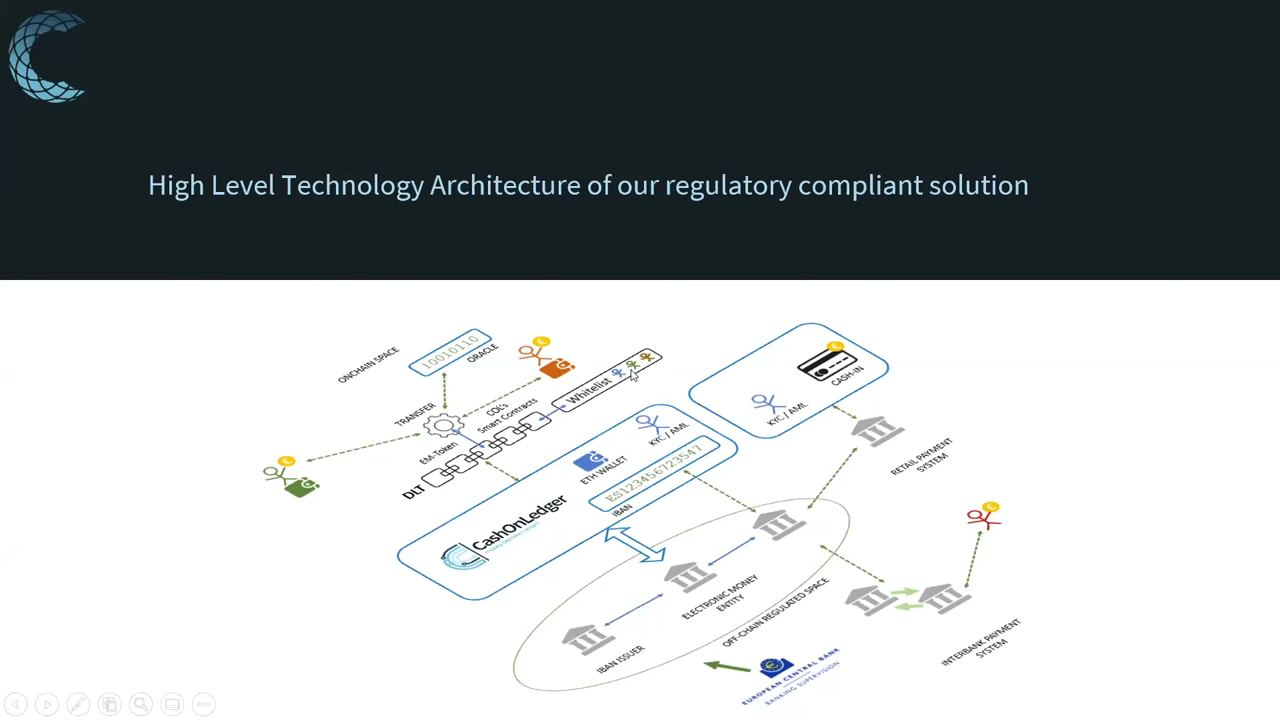 High Level Technology Architecture of our regulatory compliant solution
ONCHAIN SPACE
10010110
ORACLE
TRANSFER
COL's
Smart Contracts
Whitelist
EM-Token
DLT
KYC / AML
ETH WALLET
ES123456723547
IBAN
CashOnLedger
KYC / AML
CASH-IN
RETAIL PAYMENT
SYSTEM
ELECTRONIC MONEY
ENTITY
IBAN ISSUER
OFF-CHAIN REGULATED SPACE
INTERBANK PAYMENT
SYSTEM
EUROPEAN CENTRAL BANK
BANKING SUPERVISION